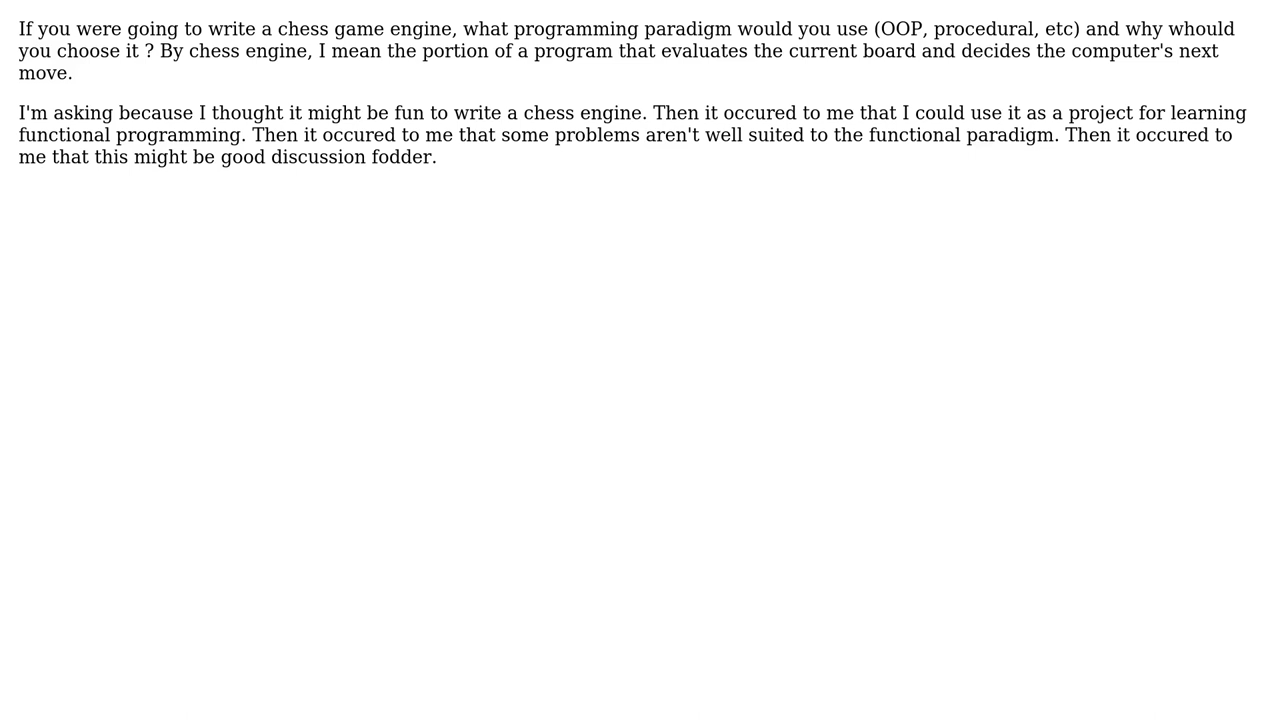 If you were going to write a chess game engine, what programming paradigm would you use (OOP, procedural, etc) and why whould
you choose it ? By chess engine, I mean the portion of a program that evaluates the current board and decides the computer's next
move.
I'm asking because I thought it might be fun to write a chess engine. Then it occured to me that I could use it as a project for learning
functional programming. Then it occured to me that some problems aren't well suited to the functional paradigm. Then it occured to
me that this might be good discussion fodder.